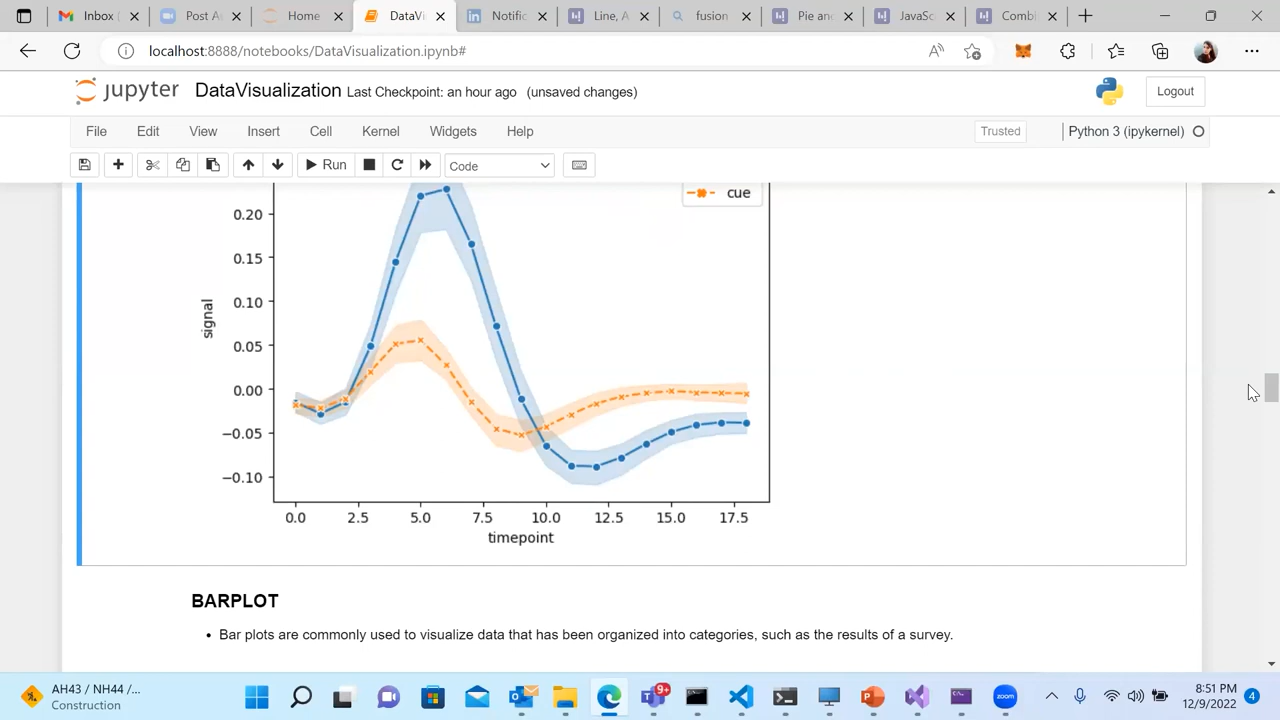 Inbox
Post A
Home
DataVi
Line, A
fusion
Pie and
JavaSc
Combi
localhost:8888/notebooks/DataVisualization.ipynb#
jupyter DataVisualization Last Checkpoint: an hour ago (unsaved changes)
Logout
File Edit View Insert Cell Kernel Widgets Help
Trusted
Python 3 (ipykernel)
Run
Code
cue
0.20
0.15
0.10
0.05
0.00
−0.05
−0.10
signal
0.0 2.5 5.0 7.5 10.0 12.5 15.0 17.5
timepoint
BARPLOT
• Bar plots are commonly used to visualize data that has been organized into categories, such as the results of a survey.
AH43 / NH44 /...
Construction
9+
zoom
8:51 PM
12/9/2022
4